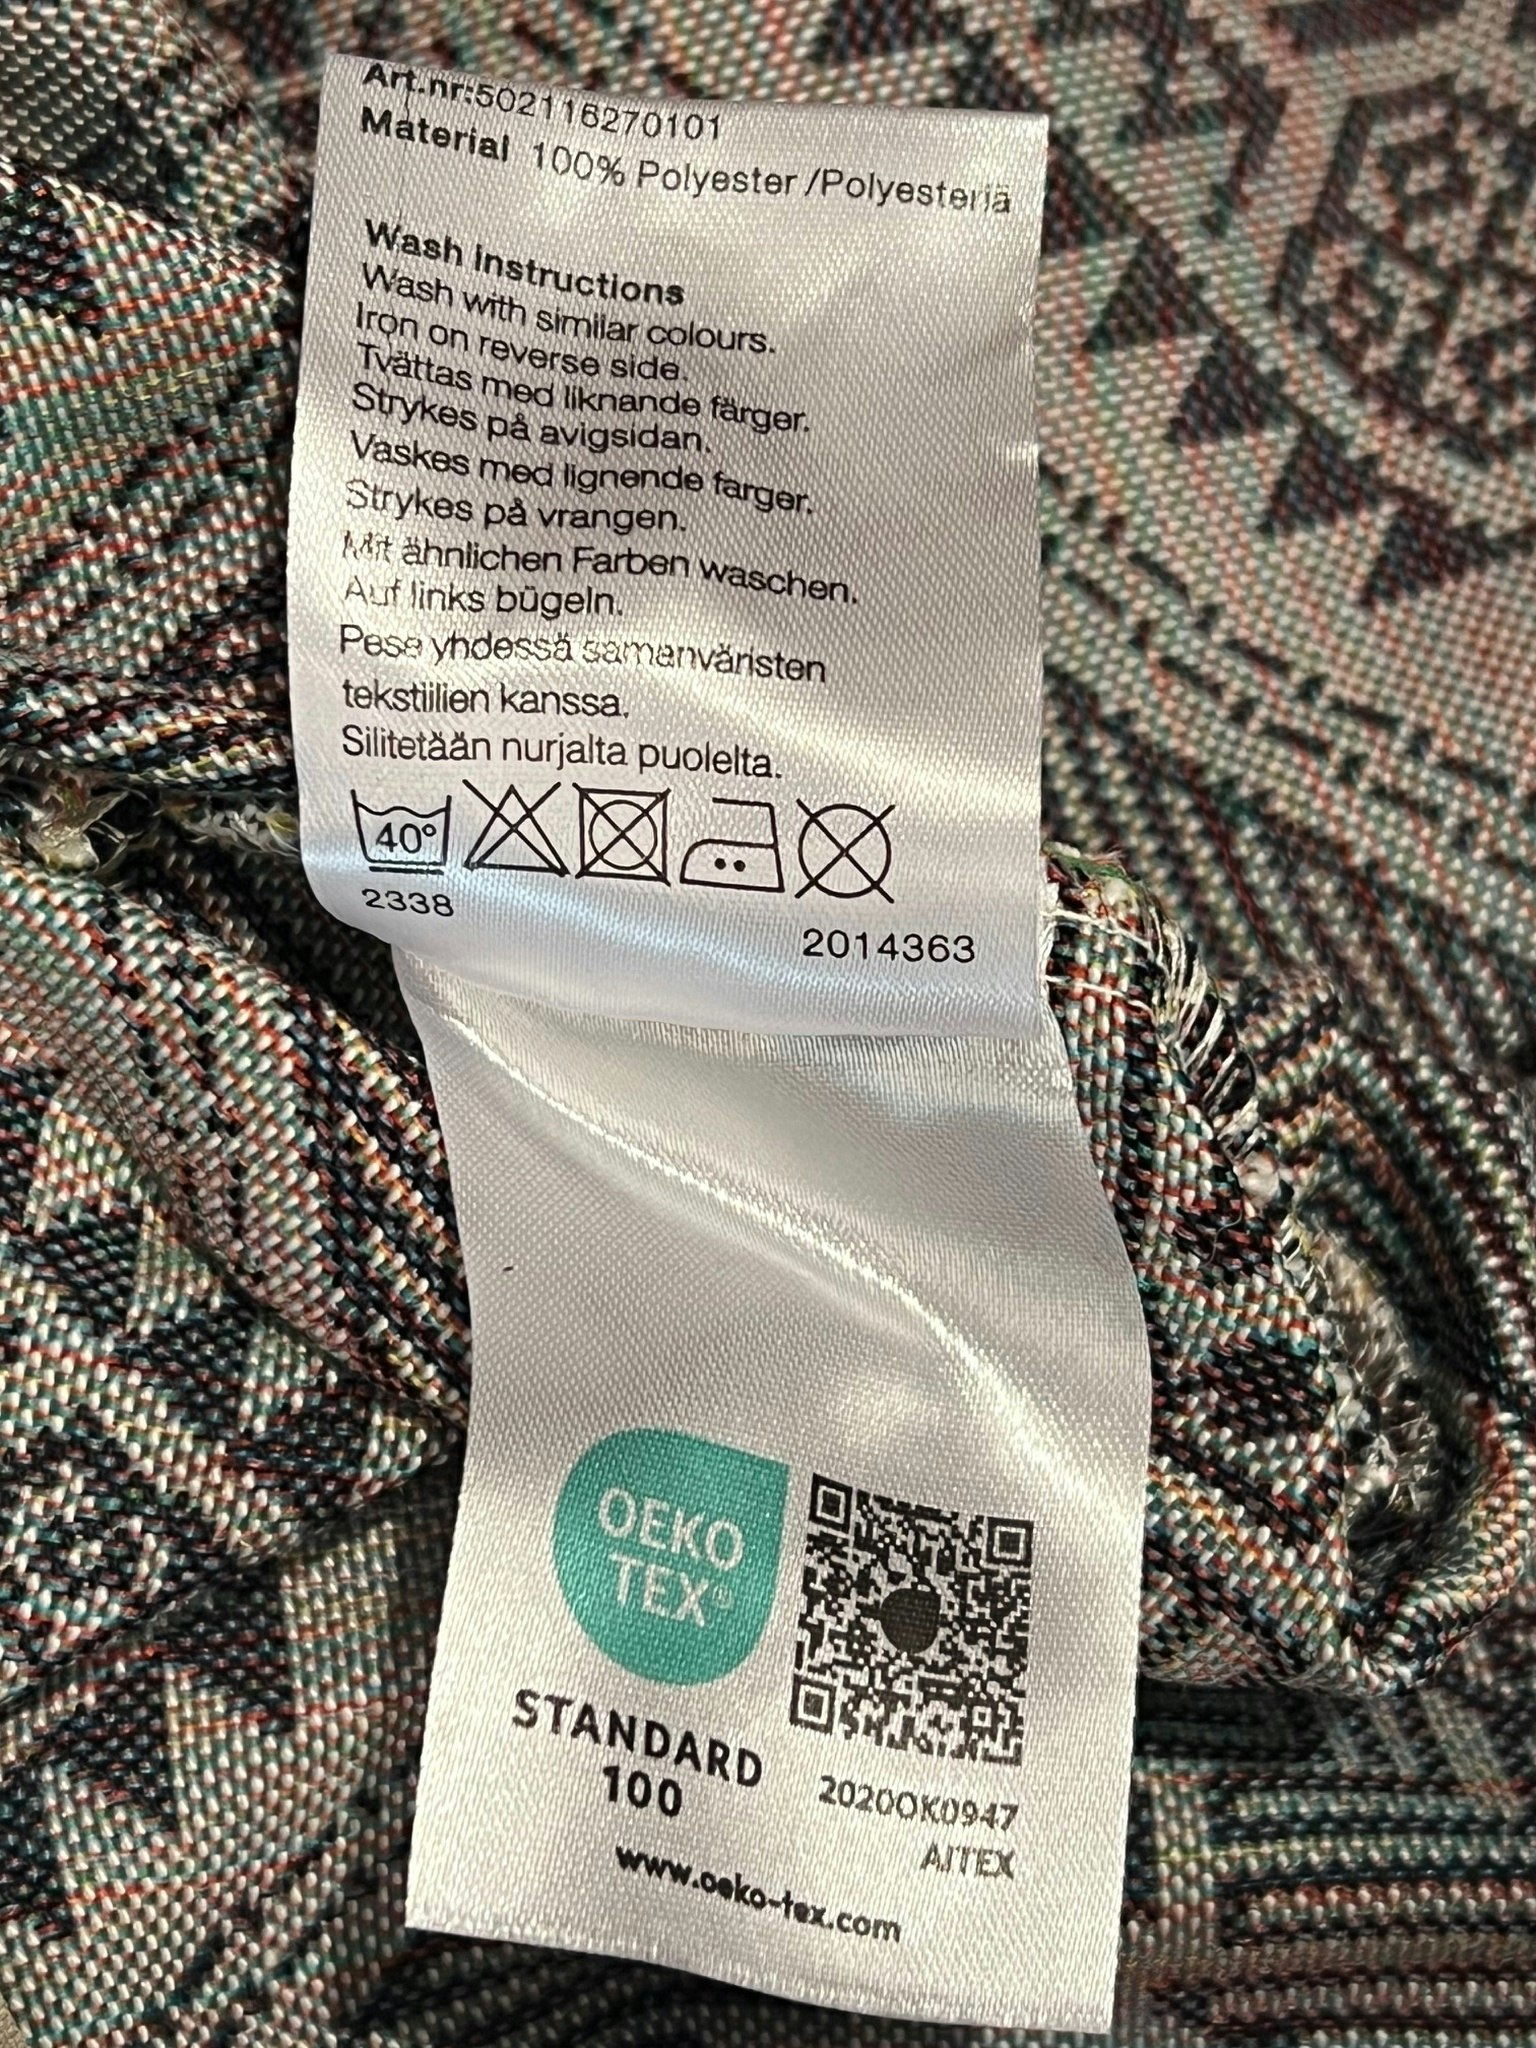 Art.nr:502116270101
Material 100% Polyester /Polyesteriä
Wash instructions
Wash with similar colours.
Iron on reverse side.
Tvättas med liknande färger.
Strykes på avigsidan.
Vaskes med lignende farger.
Strykes på vrangen.
Mit ähnlichen Farben waschen.
Auf links bügeln.
Pese yhdessä samanväristen
tekstiilien kanssa.
Silitetään nurjalta puolelta.
40°
2338
2014363
OEKO
TEX®
STANDARD
100
2020OK0947
AITEX
www.oeko-tex.com